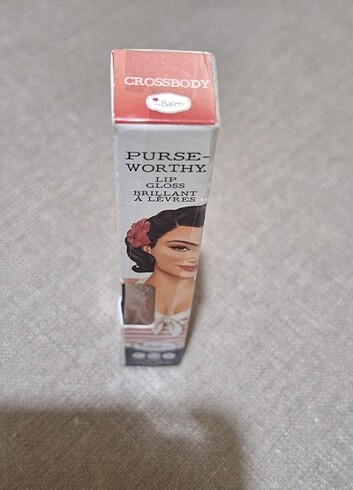 CROSSBODY
theBalm
PURSE-
WORTHY.
LIP
GLOSS
BRILLANT
À LÈVRES